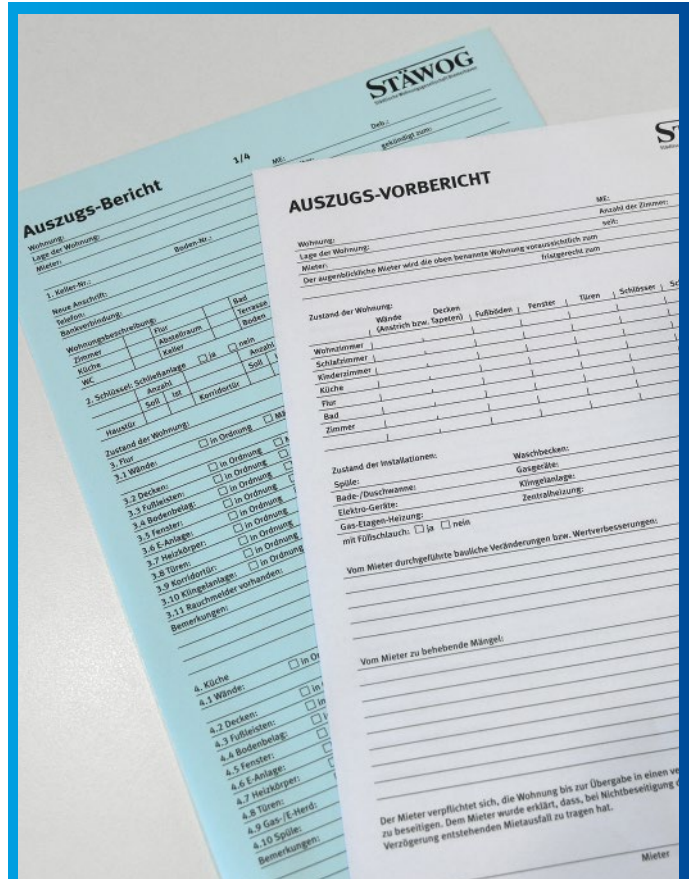 STÄWOG
Städtische Wohnungsgesellschaft Bremerhaven
Auszugs-Bericht
1/4
ME:
Deb.:
gekündigt zum:
Wohnung:
Lage der Wohnung:
Mieter:
1. Keller-Nr.:
Boden-Nr.:
Neue Anschrift:
Telefon:
Bankverbindung:
Wohnungsbeschreibung:
Zimmer Flur Bad
Küche Abstellraum Terrasse
WC Keller Boden
2. Schlüssel: Schließanlage ☐ ja ☐ nein
Anzahl Anzahl
Soll Ist Korridortür Soll
Haustür
Zustand der Wohnung:
3. Flur
3.1 Wände: ☐ in Ordnung
3.2 Decken: ☐ in Ordnung
3.3 Fußleisten: ☐ in Ordnung
3.4 Bodenbelag: ☐ in Ordnung
3.5 Fenster: ☐ in Ordnung
3.6 E-Anlage: ☐ in Ordnung
3.7 Heizkörper: ☐ in Ordnung
3.8 Türen: ☐ in Ordnung
3.9 Korridortür: ☐ in Ordnung
3.10 Klingelanlage: ☐ in Ordnung
3.11 Rauchmelder vorhanden:
Bemerkungen:
4. Küche
4.1 Wände:
4.2 Decken: ☐ in
4.3 Fußleisten: ☐ in
4.4 Bodenbelag:
4.5 Fenster:
4.6 E-Anlage:
4.7 Heizkörper:
4.8 Türen:
4.9 Gas-/E-Herd:
4.10 Spüle:
Bemerkungen:
AUSZUGS-VORBERICHT
Wohnung: ME:
Lage der Wohnung: Anzahl der Zimmer:
Mieter: seit:
Der augenblickliche Mieter wird die oben benannte Wohnung voraussichtlich zum
fristgerecht zum
Zustand der Wohnung:
Wände Decken Fußböden Fenster Türen Schlösser
(Anstrich bzw. Tapeten)
Wohnzimmer
Schlafzimmer
Kinderzimmer
Küche
Flur
Bad
Zimmer
Zustand der Installationen:
Spüle: Waschbecken:
Bade-/Duschwanne: Gasgeräte:
Elektro-Geräte: Klingelanlage:
Gas-Etagen-Heizung: Zentralheizung:
mit Füllschlauch: ☐ ja ☐ nein
Vom Mieter durchgeführte bauliche Veränderungen bzw. Wertverbesserungen:
Vom Mieter zu behebende Mängel:
Der Mieter verpflichtet sich, die Wohnung bis zur Übergabe in einen
zu beseitigen. Dem Mieter wurde erklärt, dass, bei Nichtbeseitigung
Verzögerung entstehenden Mietausfall zu tragen hat.
Mieter